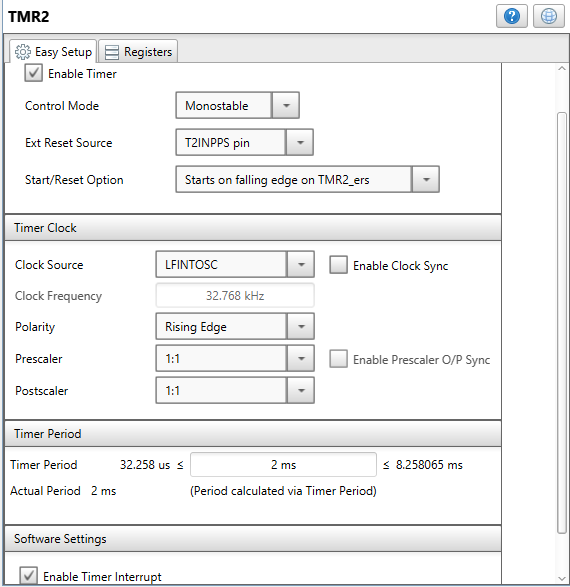 TMR2
Easy Setup Registers
Enable Timer
Control Mode Monostable
Ext Reset Source T2INPPS pin
Start/Reset Option Starts on falling edge on TMR2_ers
Timer Clock
Clock Source LFINTOSC Enable Clock Sync
Clock Frequency 32.768 kHz
Polarity Rising Edge
Prescaler 1:1 Enable Prescaler O/P Sync
Postscaler 1:1
Timer Period
Timer Period 32.258 us ≤ 2 ms ≤ 8.258065 ms
Actual Period 2 ms (Period calculated via Timer Period)
Software Settings
Enable Timer Interrupt